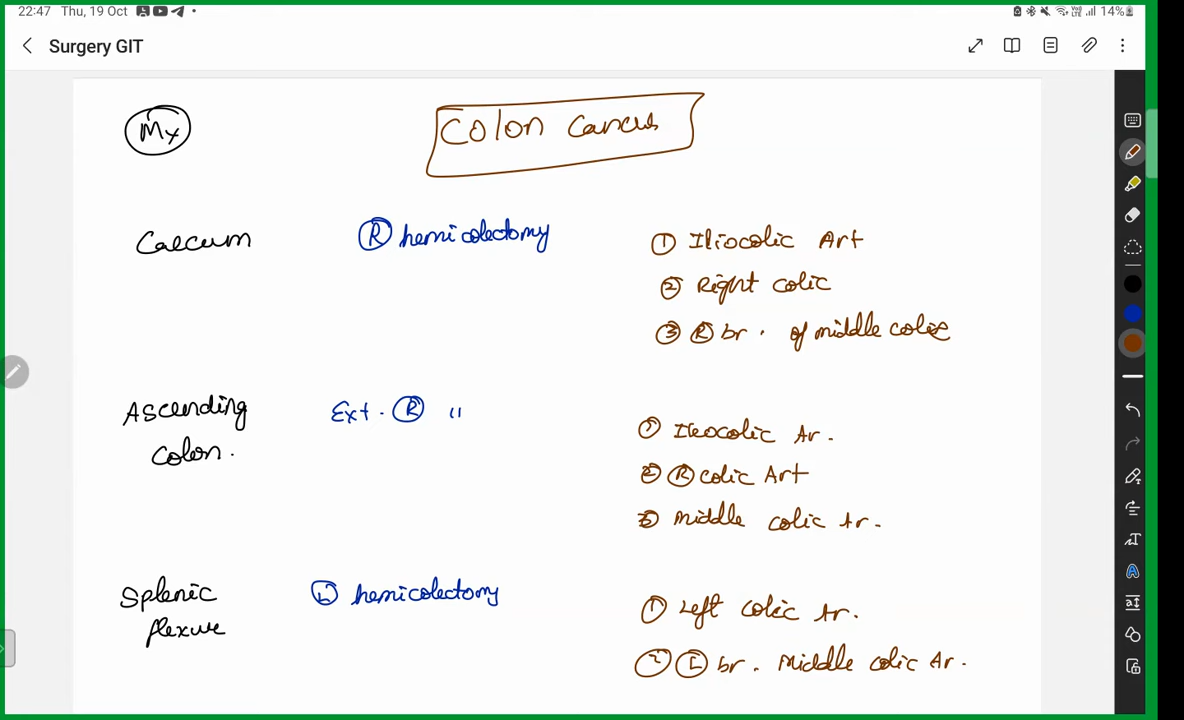 22:47 Thu, 19 Oct
14%
Surgery GIT
Mx
Colon Cancer
Caecum R hemicolectomy
① Iliocolic Art
② Right colic
③ R br. of middle colic
Ascending colon. Ext. R "
① Ileocolic Ar.
② R colic Art
③ Middle colic Ar.
Splenic flexure L hemicolectomy
① Left colic Ar.
② L br. Middle colic Ar.